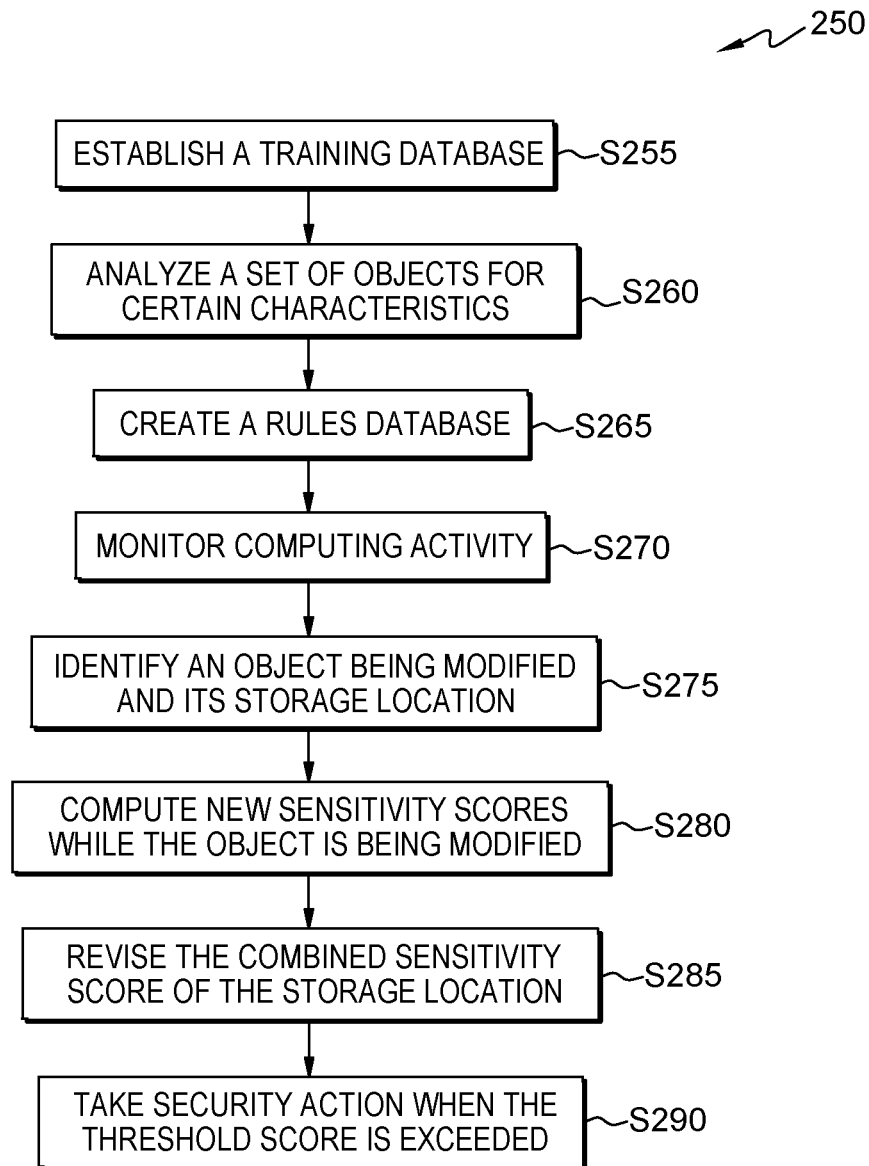 250
ESTABLISH A TRAINING DATABASE
S255
ANALYZE A SET OF OBJECTS FOR
CERTAIN CHARACTERISTICS
S260
CREATE A RULES DATABASE
S265
MONITOR COMPUTING ACTIVITY
S270
IDENTIFY AN OBJECT BEING MODIFIED
AND ITS STORAGE LOCATION
S275
COMPUTE NEW SENSITIVITY SCORES
WHILE THE OBJECT IS BEING MODIFIED
S280
REVISE THE COMBINED SENSITIVITY
SCORE OF THE STORAGE LOCATION
S285
TAKE SECURITY ACTION WHEN THE
THRESHOLD SCORE IS EXCEEDED
S290